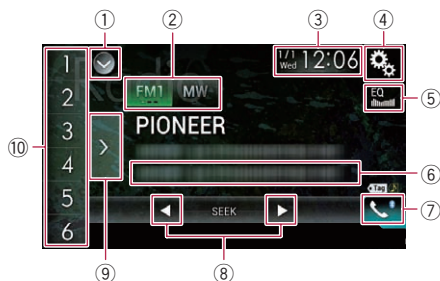 ① ② ③ ④
1 2 3 4 5 6
1/1 Wed 12:06
FM1 MW
EQ
⑤
PIONEER
⑩
⑥
Tag
SEEK
⑦
⑨ ⑧